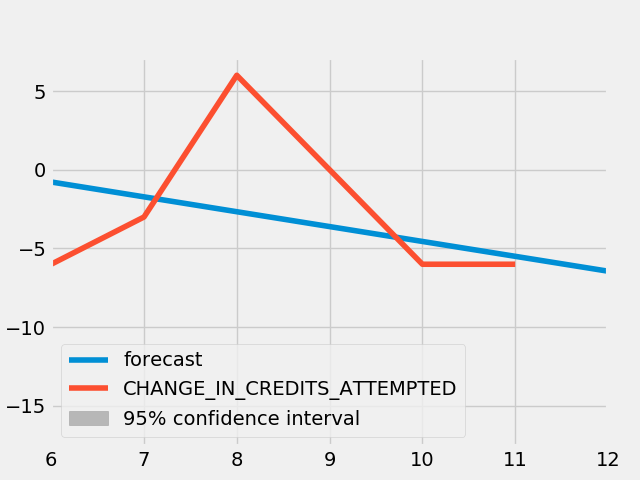 5
0
−5
−10
−15
forecast
CHANGE_IN_CREDITS_ATTEMPTED
95% confidence interval
6 7 8 9 10 11 12